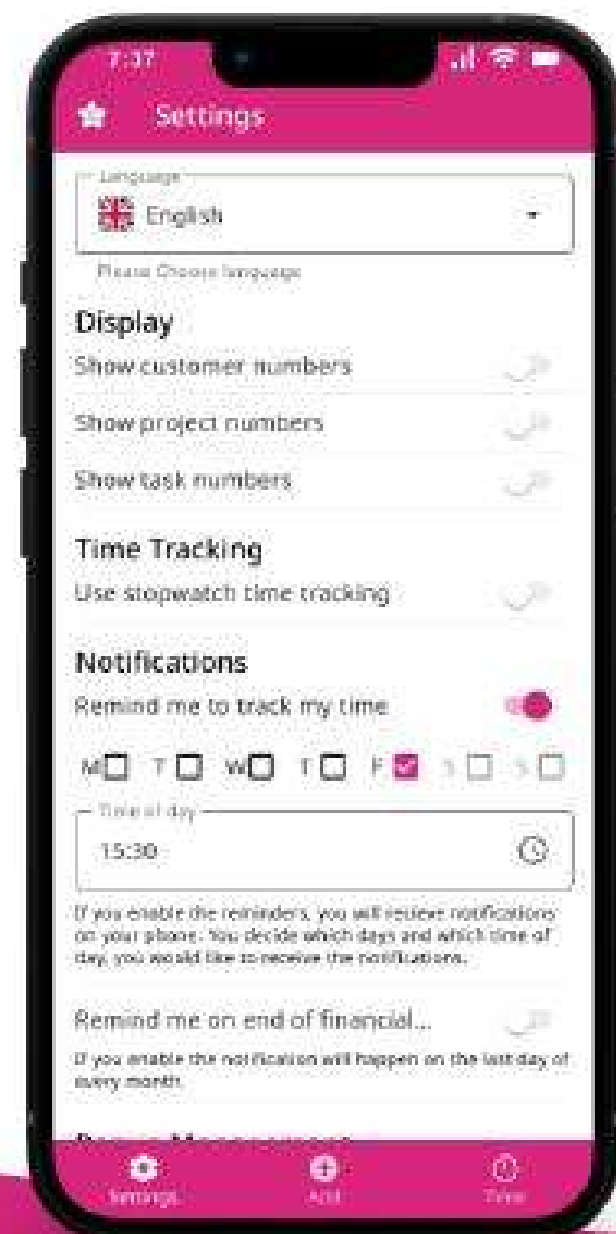 7:37
Settings
Language
English
Please Choose language
Display
Show customer numbers
Show project numbers
Show task numbers
Time Tracking
Use stopwatch time tracking
Notifications
Remind me to track my time
M T W T F S S
Time of day
15:30
If you enable the reminders, you will recieve notifications
on your phone. You decide which days and which time of
day, you would like to receive the notifications.
Remind me on end of financial...
If you enable the notification will happen on the last day of
every month.
Settings
Add
Time